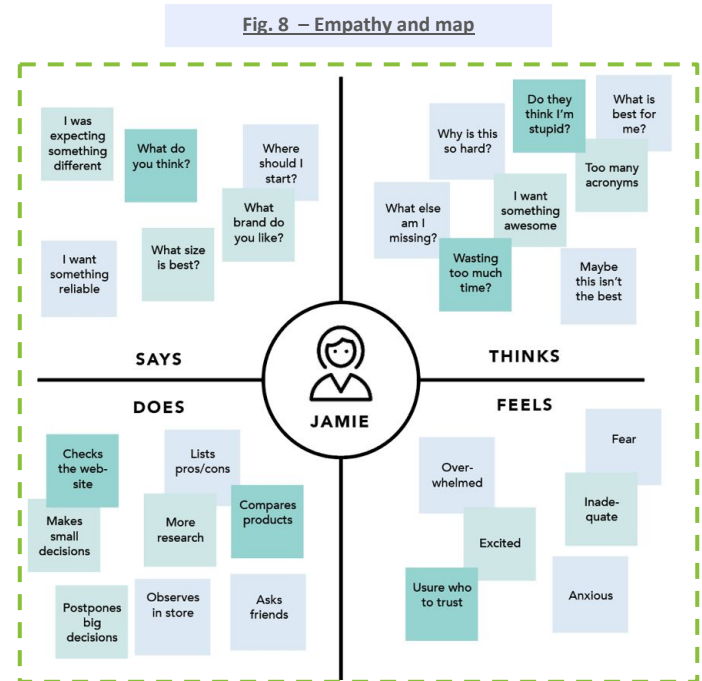 Fig. 8 – Empathy and map
I was
expecting
something
different
What do
you think?
Where
should I
start?
What
brand do
you like?
What size
is best?
I want
something
reliable
SAYS
Do they
think I'm
stupid?
What is
best for
me?
Why is this
so hard?
Too many
acronyms
I want
something
awesome
What else
am I
missing?
Wasting
too much
time?
Maybe
this isn't
the best
THINKS
JAMIE
DOES
Checks
the web-
site
Lists
pros/cons
Makes
small
decisions
More
research
Compares
products
Postpones
big
decisions
Observes
in store
Asks
friends
FEELS
Fear
Over-
whelmed
Inade-
quate
Excited
Usure who
to trust
Anxious